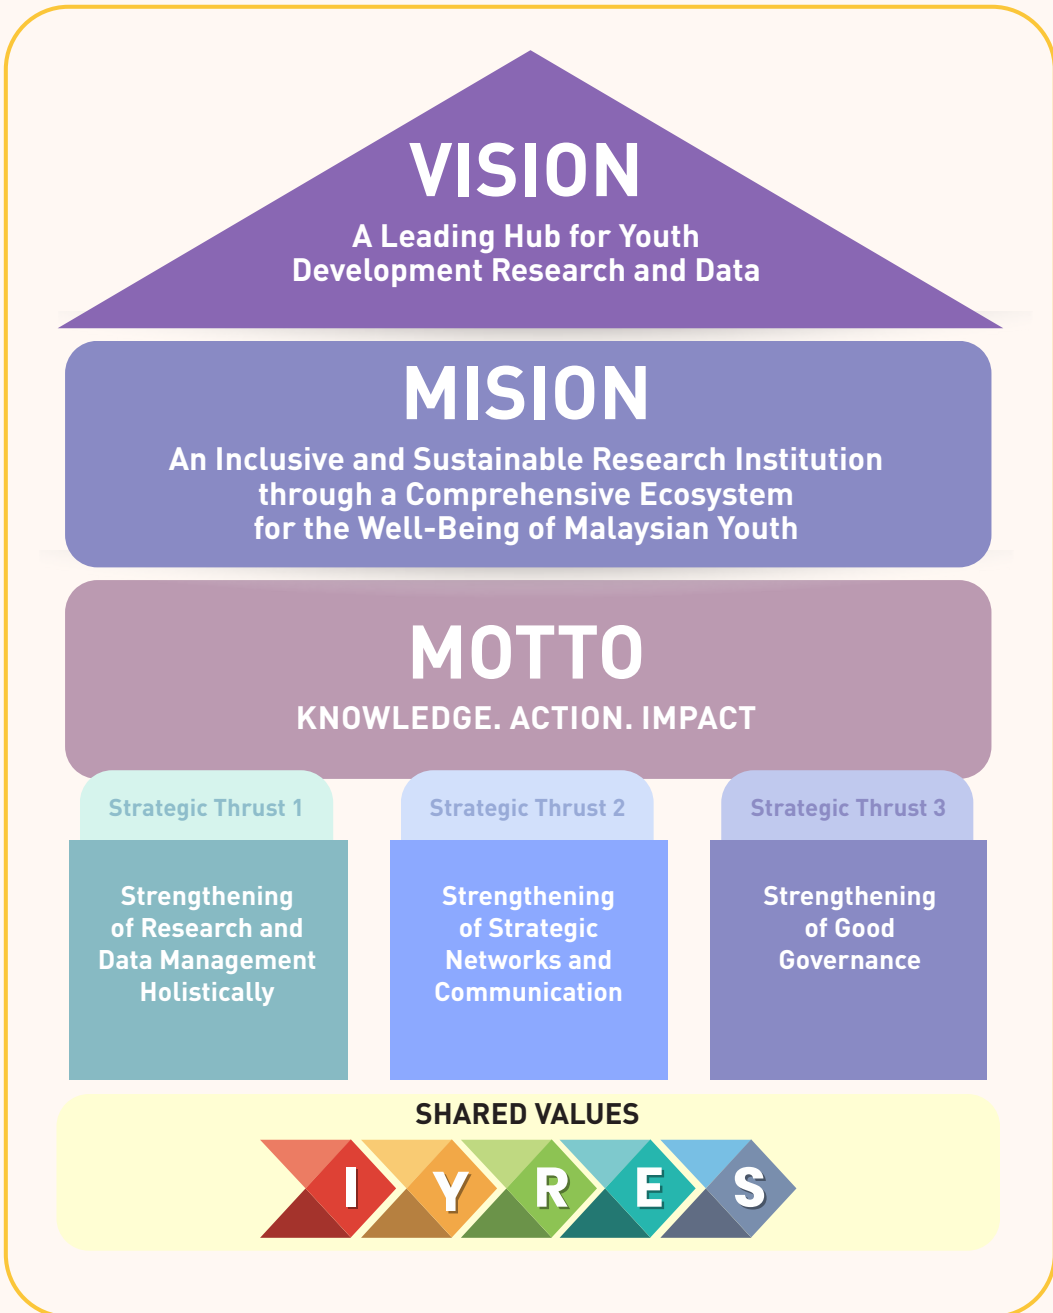 VISION
A Leading Hub for Youth
Development Research and Data
MISION
An Inclusive and Sustainable Research Institution
through a Comprehensive Ecosystem
for the Well-Being of Malaysian Youth
MOTTO
KNOWLEDGE. ACTION. IMPACT
Strategic Thrust 1
Strengthening
of Research and
Data Management
Holistically
Strategic Thrust 2
Strengthening
of Strategic
Networks and
Communication
Strategic Thrust 3
Strengthening
of Good
Governance
SHARED VALUES
I Y R E S